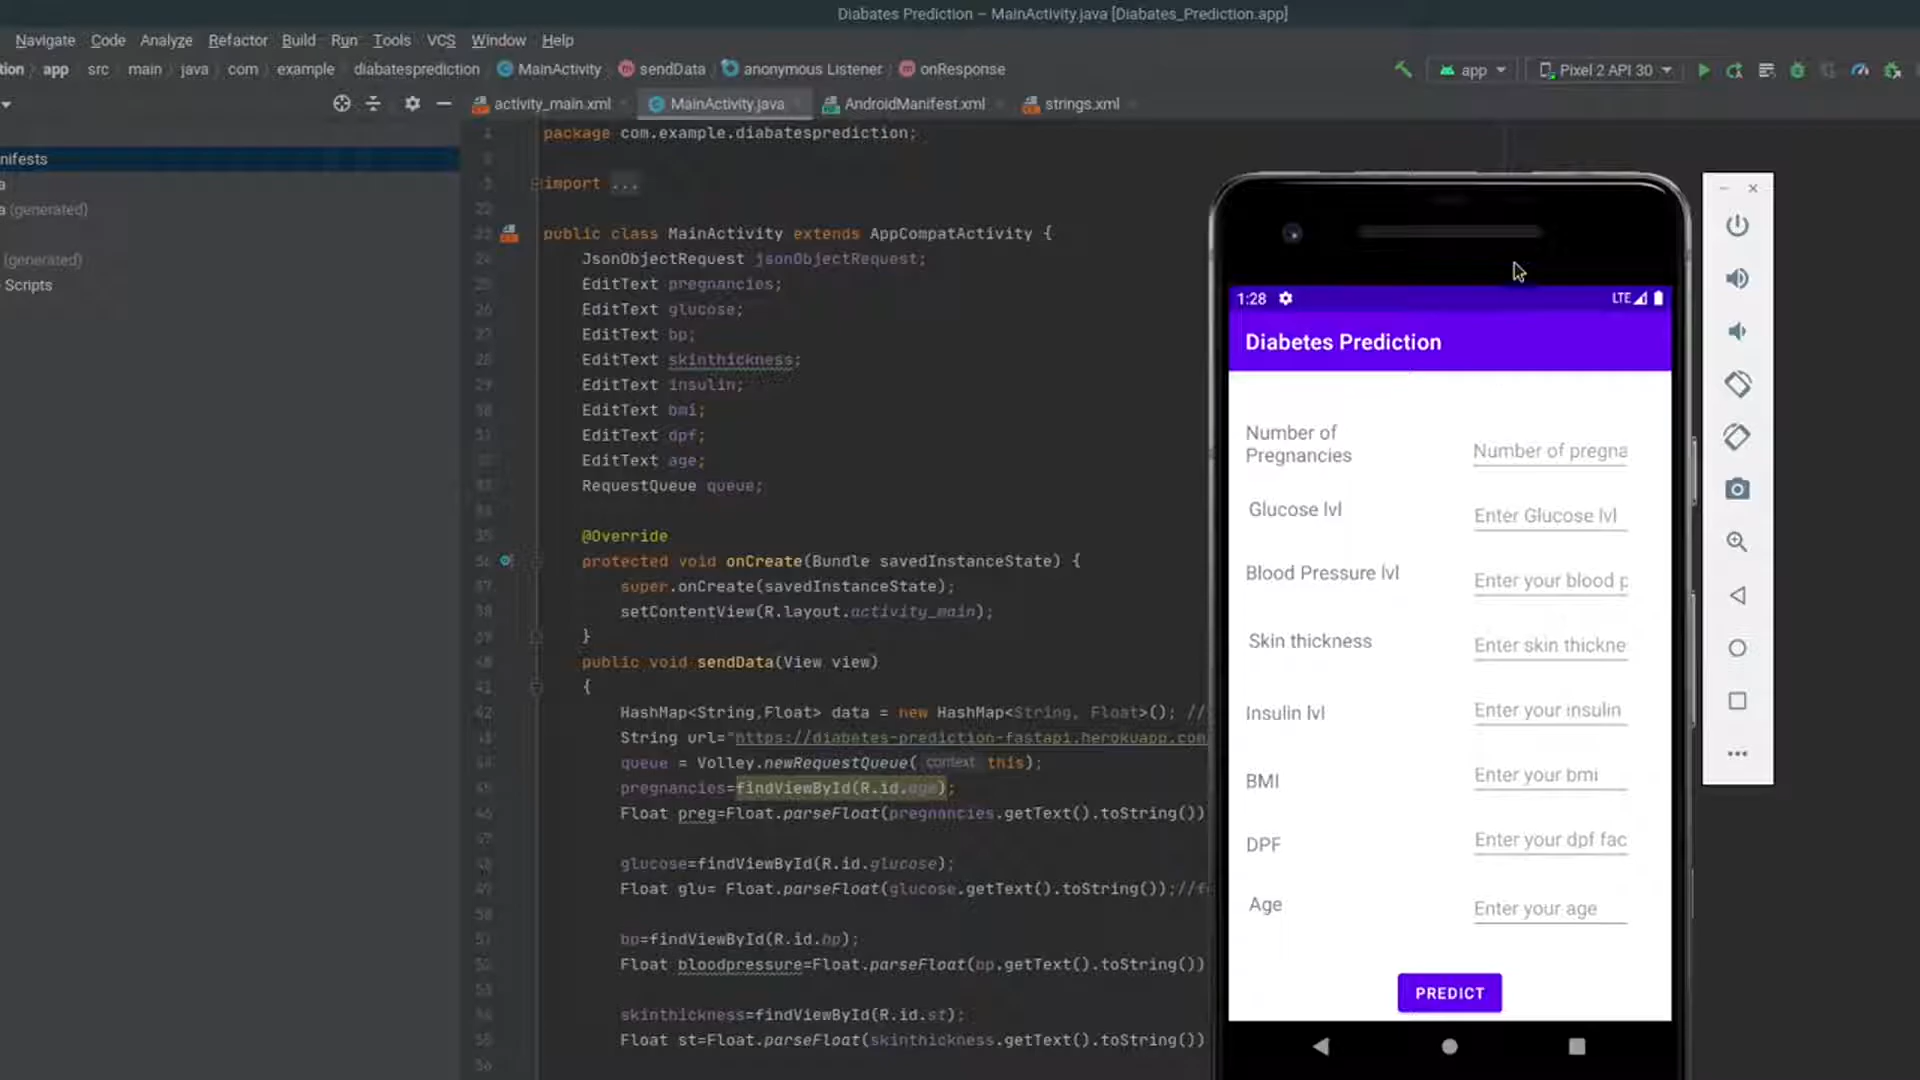 Diabates Prediction – MainActivity.java [Diabates_Prediction.app]
Navigate Code Analyze Refactor Build Run Tools VCS Window Help
tion app src main java com example diabatesprediction MainActivity sendData anonymous Listener onResponse app Pixel 2 API 30
activity_main.xml MainActivity.java AndroidManifest.xml strings.xml
nifests
a
a (generated)
(generated)
Scripts
package com.example.diabatesprediction;
import ...
public class MainActivity extends AppCompatActivity {
JsonObjectRequest jsonObjectRequest;
EditText pregnancies;
EditText glucose;
EditText bp;
EditText skinthickness;
EditText insulin;
EditText bmi;
EditText dpf;
EditText age;
RequestQueue queue;
@Override
protected void onCreate(Bundle savedInstanceState) {
super.onCreate(savedInstanceState);
setContentView(R.layout.activity_main);
}
public void sendData(View view)
{
HashMap<String,Float> data = new HashMap<String, Float>(); //
String url="https://diabetes-prediction-fastapi.herokuapp.com
queue = Volley.newRequestQueue( context this);
pregnancies=findViewById(R.id.age);
Float preg=Float.parseFloat(pregnancies.getText().toString())
glucose=findViewById(R.id.glucose);
Float glu= Float.parseFloat(glucose.getText().toString());//f
bp=findViewById(R.id.bp);
Float bloodpressure=Float.parseFloat(bp.getText().toString())
skinthickness=findViewById(R.id.st);
Float st=Float.parseFloat(skinthickness.getText().toString())
1:28 LTE
Diabetes Prediction
Number of
Pregnancies
Number of pregna
Glucose lvl
Enter Glucose lvl
Blood Pressure lvl
Enter your blood p
Skin thickness
Enter skin thickne
Insulin lvl
Enter your insulin
BMI
Enter your bmi
DPF
Enter your dpf fac
Age
Enter your age
PREDICT